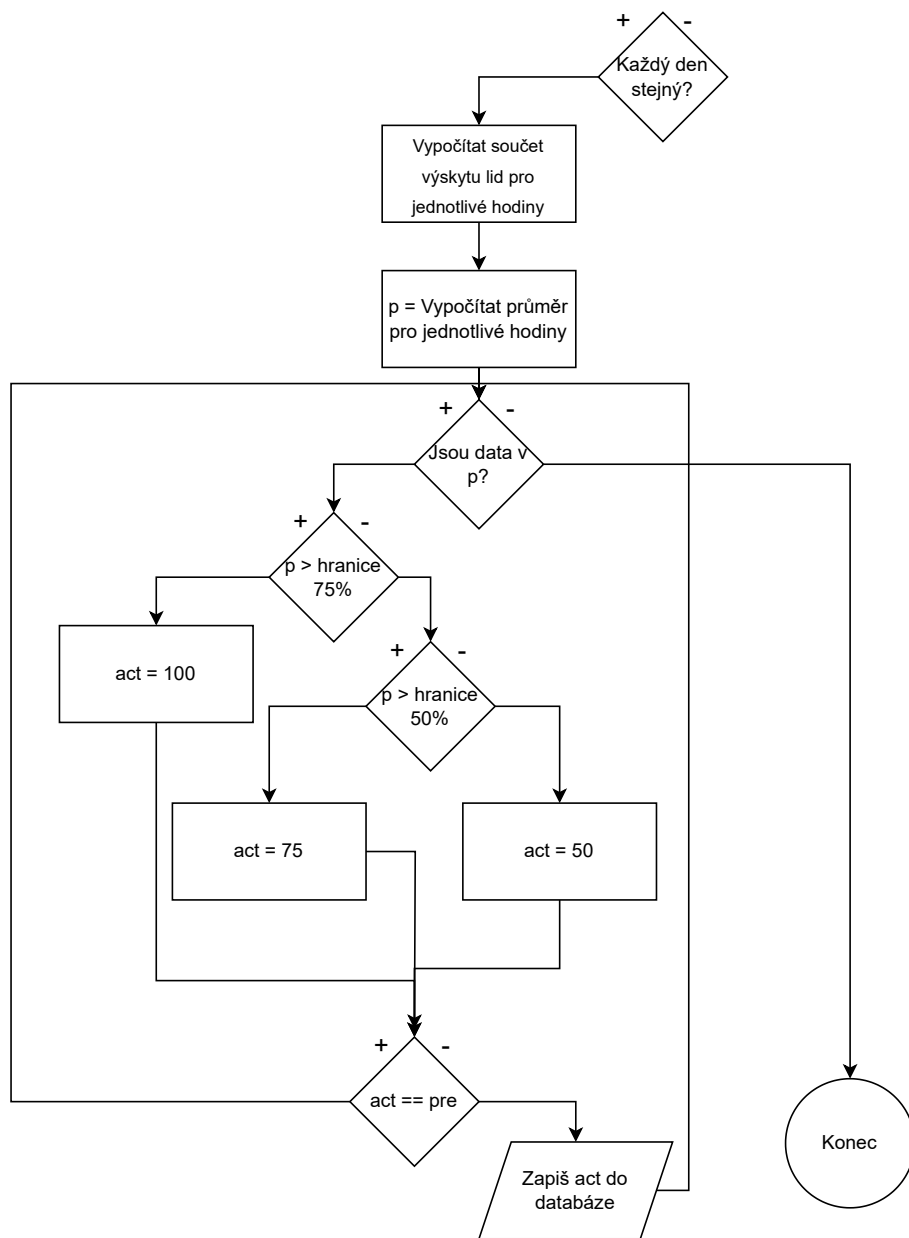 + -
Každý den
stejný?
Vypočítat součet
výskytu lid pro
jednotlivé hodiny
p = Vypočítat průměr
pro jednotlivé hodiny
+ -
Jsou data v
p?
+ -
p > hranice
75%
act = 100
+ -
p > hranice
50%
act = 75
act = 50
+ -
act == pre
Zapiš act do
databáze
Konec